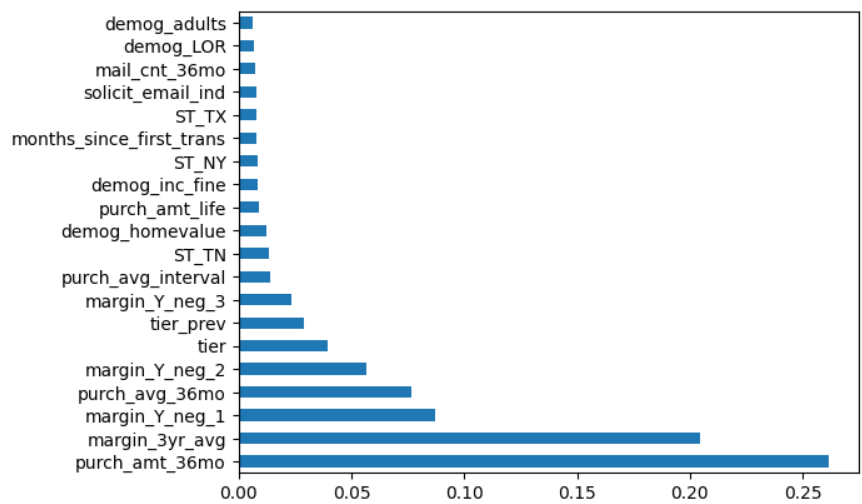 demog_adults
demog_LOR
mail_cnt_36mo
solicit_email_ind
ST_TX
months_since_first_trans
ST_NY
demog_inc_fine
purch_amt_life
demog_homevalue
ST_TN
purch_avg_interval
margin_Y_neg_3
tier_prev
tier
margin_Y_neg_2
purch_avg_36mo
margin_Y_neg_1
margin_3yr_avg
purch_amt_36mo
0.00 0.05 0.10 0.15 0.20 0.25